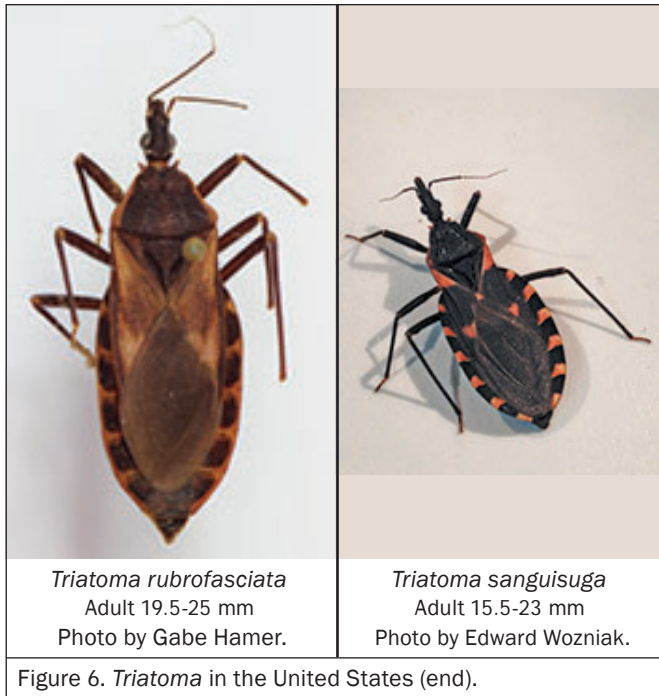 Triatoma rubrofasciata
Adult 19.5-25 mm
Photo by Gabe Hamer.
Triatoma sanguisuga
Adult 15.5-23 mm
Photo by Edward Wozniak.
Figure 6. Triatoma in the United States (end).